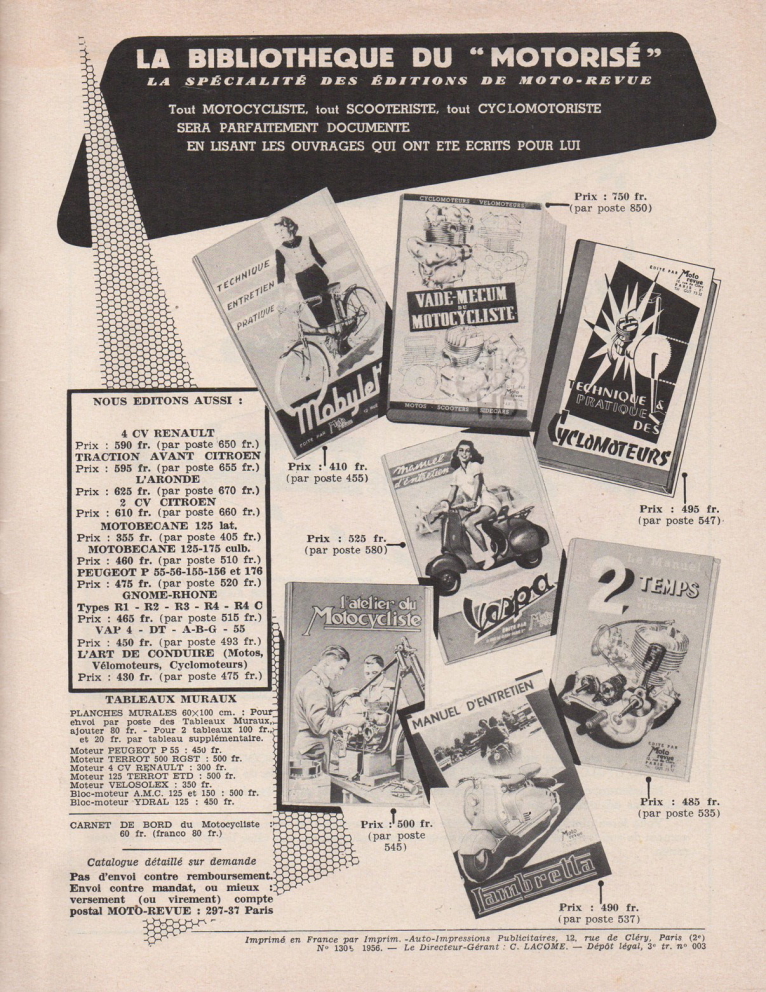 LA BIBLIOTHEQUE DU “ MOTORISÉ ”
LA SPÉCIALITÉ DES ÉDITIONS DE MOTO-REVUE
Tout MOTOCYCLISTE, tout SCOOTERISTE, tout CYCLOMOTORISTE
SERA PARFAITEMENT DOCUMENTE
EN LISANT LES OUVRAGES QUI ONT ETE ECRITS POUR LUI
TECHNIQUE
ENTRETIEN
PRATIQUE
Mobylette
EDITE PAR
Prix : 410 fr.
(par poste 455)
CYCLOMOTEURS - VELOMOTEURS
VADE-MECUM
DU
MOTOCYCLISTE
MOTOS - SCOOTERS - SIDECARS
Prix : 750 fr.
(par poste 850)
EDITE PAR Moto
revue
PARIS
TECHNIQUE &
PRATIQUE
DES
CYCLOMOTEURS
Prix : 495 fr.
(par poste 547)
manuel
d'entretien
Vespa
EDITE PAR
Prix : 525 fr.
(par poste 580)
l'atelier du
Motocycliste
Prix : 500 fr.
(par poste
545)
Manuel
2 TEMPS
Prix : 485 fr.
(par poste 535)
MANUEL D'ENTRETIEN
MOTO
REVUE
Lambretta
Prix : 490 fr.
(par poste 537)
NOUS EDITONS AUSSI :
4 CV RENAULT
Prix : 590 fr. (par poste 650 fr.)
TRACTION AVANT CITROEN
Prix : 595 fr. (par poste 655 fr.)
L'ARONDE
Prix : 625 fr. (par poste 670 fr.)
2 CV CITROEN
Prix : 610 fr. (par poste 660 fr.)
MOTOBECANE 125 lat.
Prix : 355 fr. (par poste 405 fr.)
MOTOBECANE 125-175 culb.
Prix : 460 fr. (par poste 510 fr.)
PEUGEOT P 55-56-155-156 et 176
Prix : 475 fr. (par poste 520 fr.)
GNOME-RHONE
Types R1 - R2 - R3 - R4 - R4 C
Prix : 465 fr. (par poste 515 fr.)
VAP 4 - DT - A-B-G - 55
Prix : 450 fr. (par poste 493 fr.)
L'ART DE CONDUIRE (Motos,
Vélomoteurs, Cyclomoteurs)
Prix : 430 fr. (par poste 475 fr.)
TABLEAUX MURAUX
PLANCHES MURALES 60×100 cm. : Pour
envoi par poste des Tableaux Muraux,
ajouter 80 fr. - Pour 2 tableaux 100 fr.,
et 20 fr. par tableau supplémentaire.
Moteur PEUGEOT P 55 : 450 fr.
Moteur TERROT 500 RGST : 500 fr.
Moteur 4 CV RENAULT : 300 fr.
Moteur 125 TERROT ETD : 500 fr.
Moteur VELOSOLEX : 350 fr.
Bloc-moteur A.M.C. 125 et 150 : 500 fr.
Bloc-moteur YDRAL 125 : 450 fr.
CARNET DE BORD du Motocycliste :
60 fr. (franco 80 fr.)
Catalogue détaillé sur demande
Pas d'envoi contre remboursement.
Envoi contre mandat, ou mieux :
versement (ou virement) compte
postal MOTO-REVUE : 297-37 Paris
Imprimé en France par Imprim. -Auto-Impressions Publicitaires, 12, rue de Cléry, Paris (2e)
1956. — Le Directeur-Gérant : C. LACOME. — Dépôt légal, 3e tr. n° 003